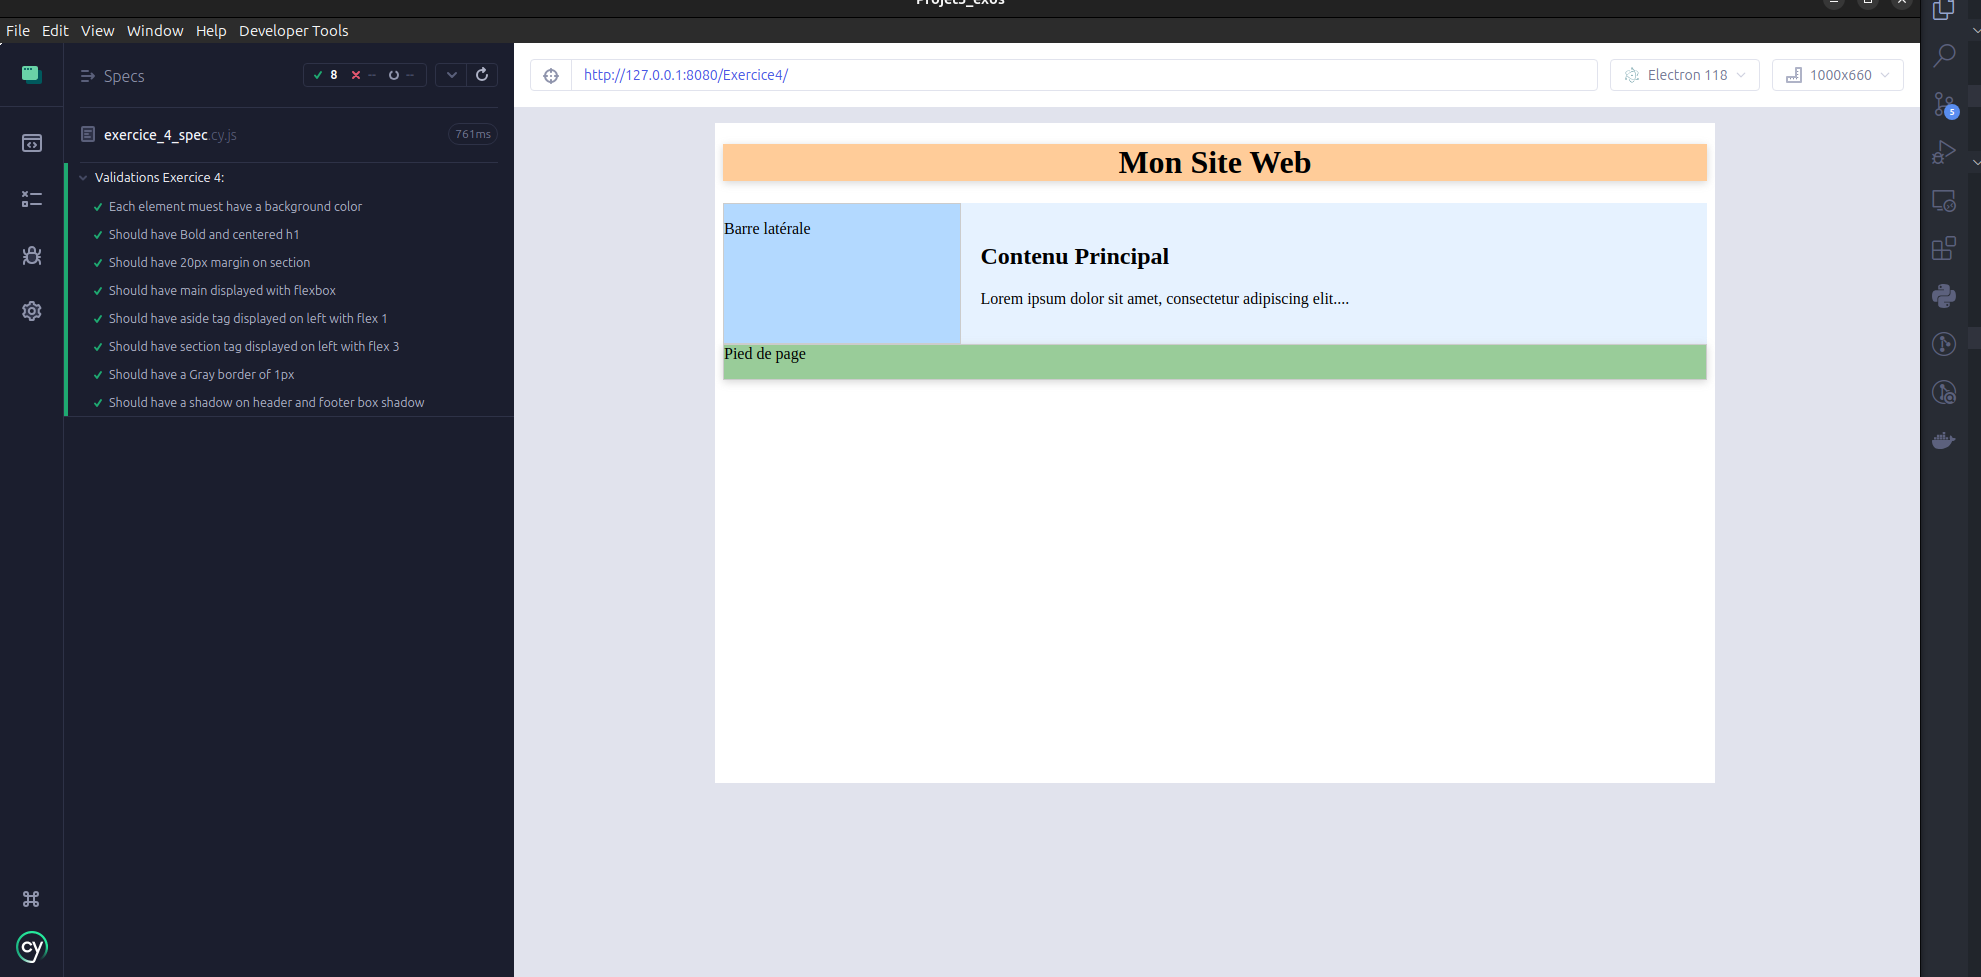 Projet5_exos
File Edit View Window Help Developer Tools
Specs
8 -- --
http://127.0.0.1:8080/Exercice4/
Electron 118
1000x660
exercice_4_spec.cy.js
761ms
Validations Exercice 4:
Each element muest have a background color
Should have Bold and centered h1
Should have 20px margin on section
Should have main displayed with flexbox
Should have aside tag displayed on left with flex 1
Should have section tag displayed on left with flex 3
Should have a Gray border of 1px
Should have a shadow on header and footer box shadow
Mon Site Web
Barre latérale
Contenu Principal
Lorem ipsum dolor sit amet, consectetur adipiscing elit....
Pied de page
5
cy